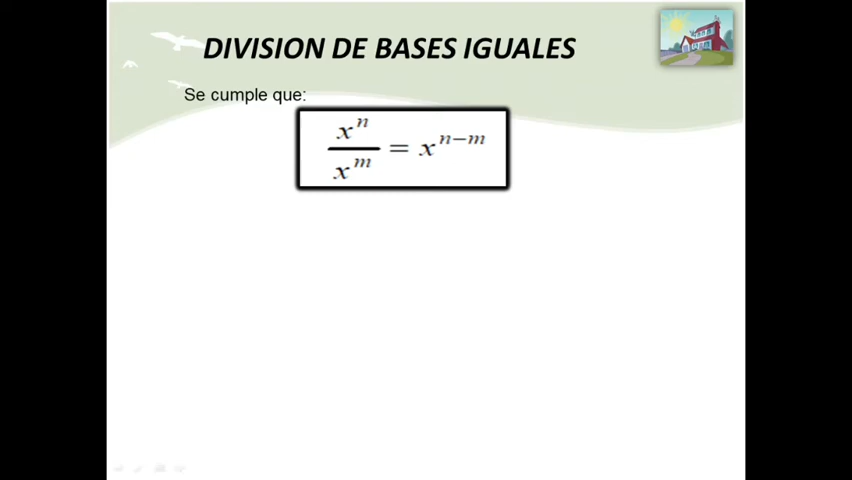 DIVISION DE BASES IGUALES
Se cumple que:
x^n / x^m = x^{n−m}